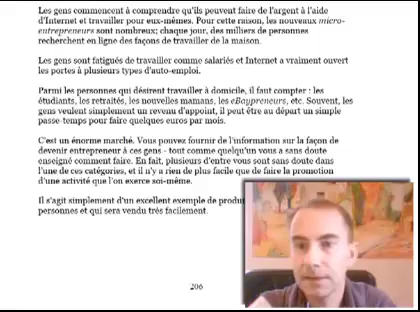 Les gens commencent à comprendre qu'ils peuvent faire de l'argent à l'aide
d'Internet et travailler pour eux-mêmes. Pour cette raison, les nouveaux micro-
entrepreneurs sont nombreux; chaque jour, des milliers de personnes
recherchent en ligne des façons de travailler de la maison.
Les gens sont fatigués de travailler comme salariés et Internet a vraiment ouvert
les portes à plusieurs types d'auto-emploi.
Parmi les personnes qui désirent travailler à domicile, il faut compter : les
étudiants, les retraités, les nouvelles mamans, les eBaypreneurs, etc. Souvent, les
gens veulent simplement un revenu d'appoint, il peut être au départ un simple
passe-temps pour faire quelques euros par mois.
C'est un énorme marché. Vous pouvez fournir de l'information sur la façon de
devenir entrepreneur à ces gens - tout comme quelqu'un vous a sans doute
enseigné comment faire. En fait, plusieurs d'entre vous sont sans doute dans
l'une de ces catégories, et il n'y a rien de plus facile que de faire la promotion
d'une activité que l'on exerce soi-même.
Il s'agit simplement d'un excellent exemple de produ
personnes et qui sera vendu très facilement.
206